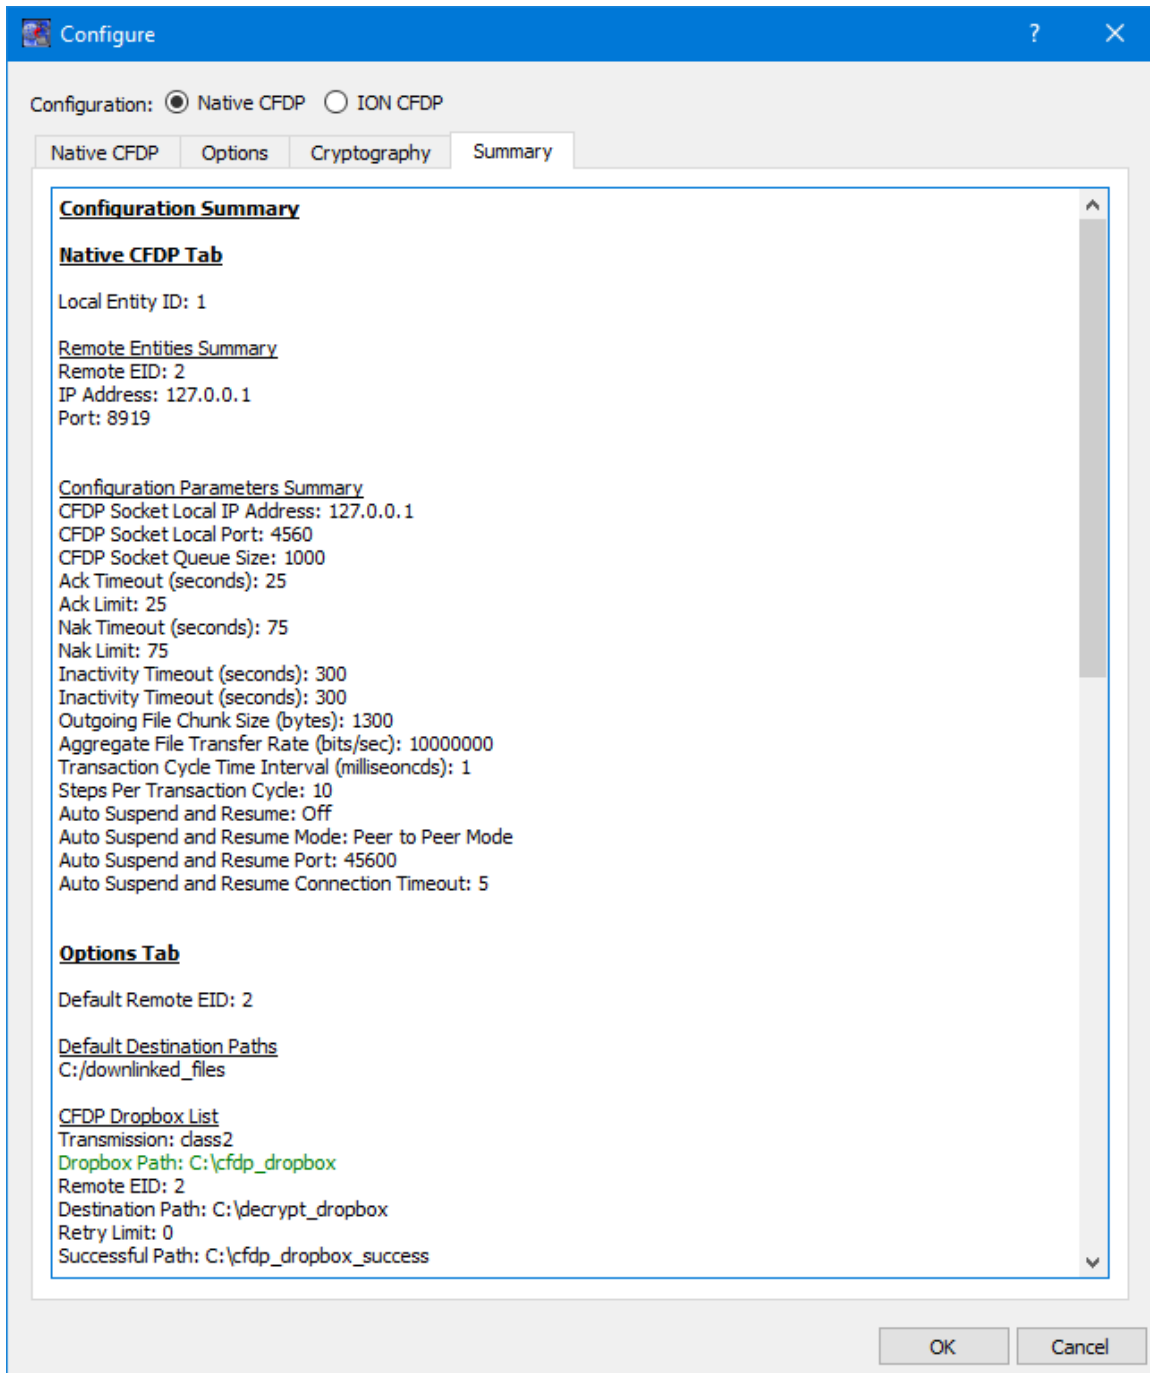 Configure
?
Configuration: Native CFDP ION CFDP
Native CFDP Options Cryptography Summary
Configuration Summary
Native CFDP Tab
Local Entity ID: 1
Remote Entities Summary
Remote EID: 2
IP Address: 127.0.0.1
Port: 8919
Configuration Parameters Summary
CFDP Socket Local IP Address: 127.0.0.1
CFDP Socket Local Port: 4560
CFDP Socket Queue Size: 1000
Ack Timeout (seconds): 25
Ack Limit: 25
Nak Timeout (seconds): 75
Nak Limit: 75
Inactivity Timeout (seconds): 300
Inactivity Timeout (seconds): 300
Outgoing File Chunk Size (bytes): 1300
Aggregate File Transfer Rate (bits/sec): 10000000
Transaction Cycle Time Interval (milliseoncds): 1
Steps Per Transaction Cycle: 10
Auto Suspend and Resume: Off
Auto Suspend and Resume Mode: Peer to Peer Mode
Auto Suspend and Resume Port: 45600
Auto Suspend and Resume Connection Timeout: 5
Options Tab
Default Remote EID: 2
Default Destination Paths
C:/downlinked_files
CFDP Dropbox List
Transmission: class2
Dropbox Path: C:\cfdp_dropbox
Remote EID: 2
Destination Path: C:\decrypt_dropbox
Retry Limit: 0
Successful Path: C:\cfdp_dropbox_success
OK Cancel